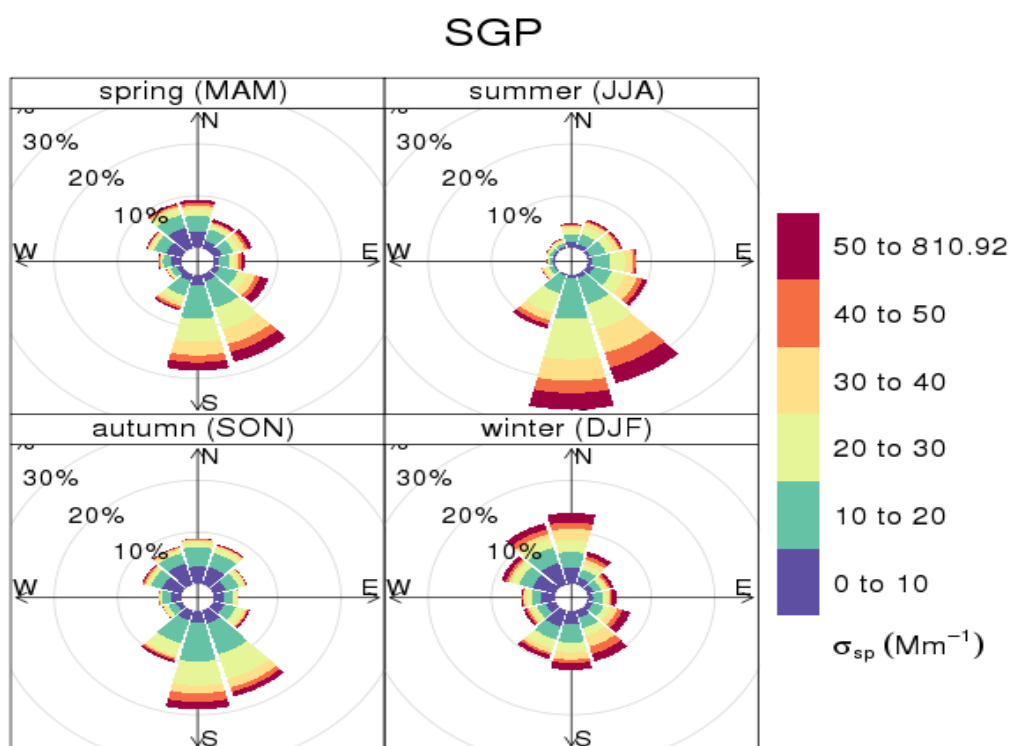 SGP
spring (MAM)
summer (JJA)
%
30%
20%
10%
N
W
E
S
%
30%
20%
10%
N
W
E
S
autumn (SON)
winter (DJF)
%
30%
20%
10%
N
W
E
S
%
30%
20%
10%
N
W
E
S
50 to 810.92
40 to 50
30 to 40
20 to 30
10 to 20
0 to 10
σsp (Mm⁻¹)